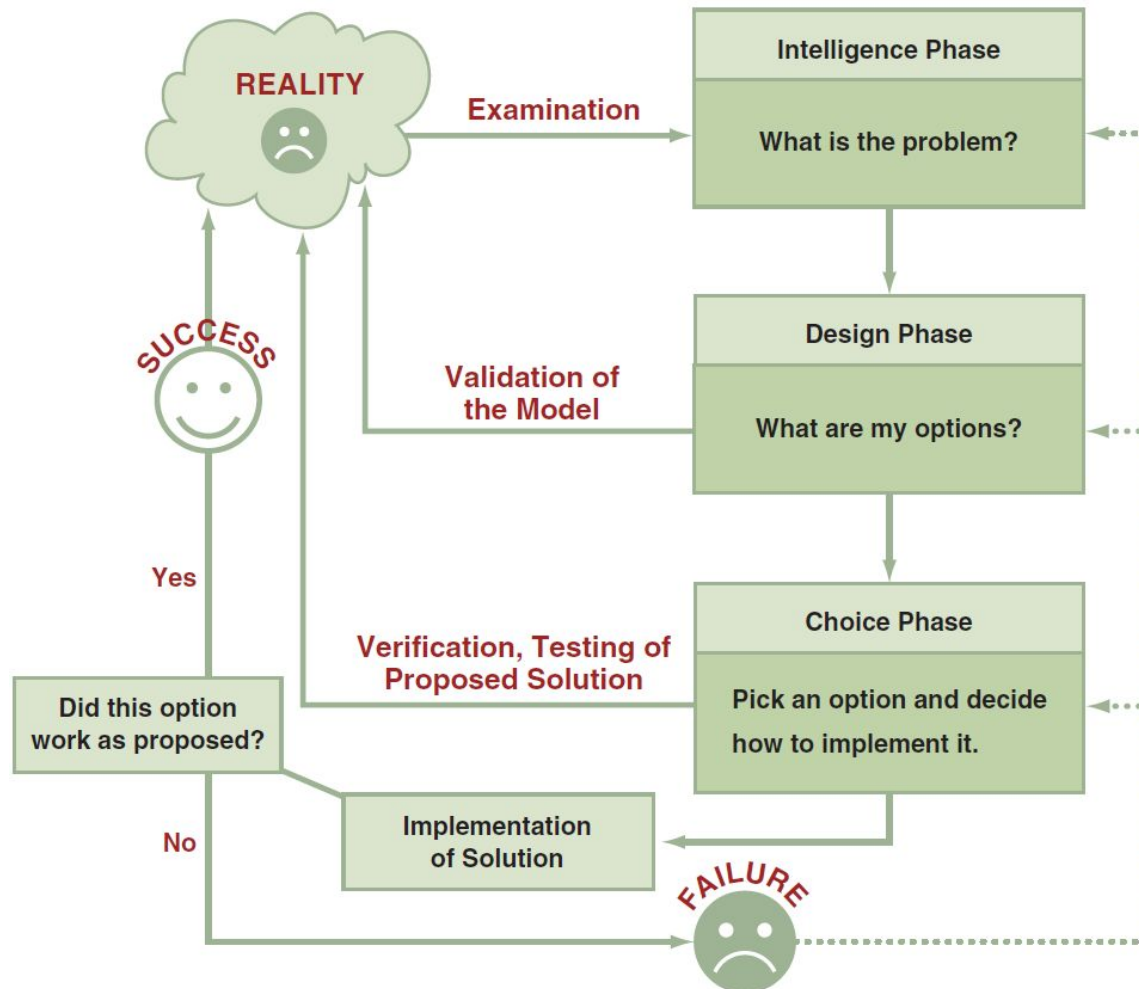 REALITY
Examination
Intelligence Phase
What is the problem?
Design Phase
What are my options?
Validation of
the Model
SUCCESS
Yes
Choice Phase
Pick an option and decide
how to implement it.
Verification, Testing of
Proposed Solution
Did this option
work as proposed?
Implementation
of Solution
No
FAILURE